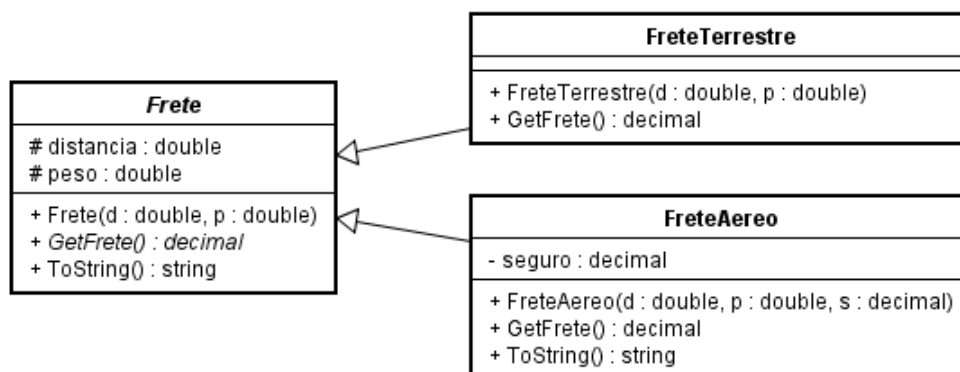 Frete
# distancia : double
# peso : double
+ Frete(d : double, p : double)
+ GetFrete() : decimal
+ ToString() : string
FreteTerrestre
+ FreteTerrestre(d : double, p : double)
+ GetFrete() : decimal
FreteAereo
- seguro : decimal
+ FreteAereo(d : double, p : double, s : decimal)
+ GetFrete() : decimal
+ ToString() : string